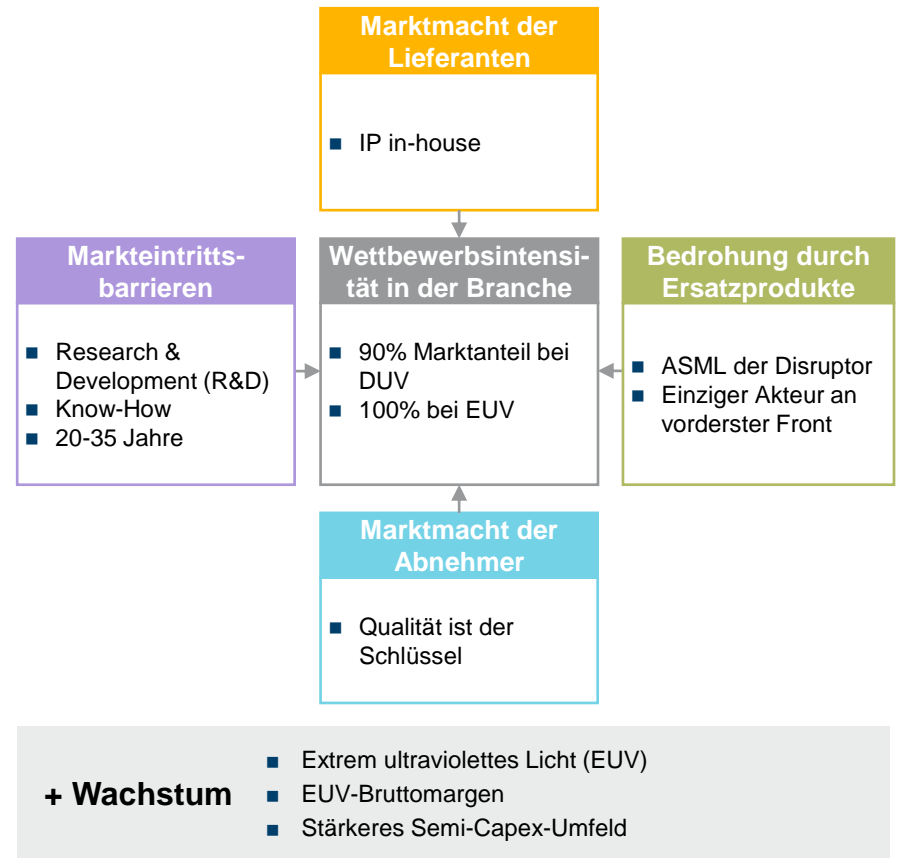 Marktmacht der
Lieferanten
IP in-house
Markteintritts-
barrieren
Research &
Development (R&D)
Know-How
20-35 Jahre
Wettbewerbsintensi-
tät in der Branche
90% Marktanteil bei
DUV
100% bei EUV
Bedrohung durch
Ersatzprodukte
ASML der Disruptor
Einziger Akteur an
vorderster Front
Marktmacht der
Abnehmer
Qualität ist der
Schlüssel
+ Wachstum
Extrem ultraviolettes Licht (EUV)
EUV-Bruttomargen
Stärkeres Semi-Capex-Umfeld